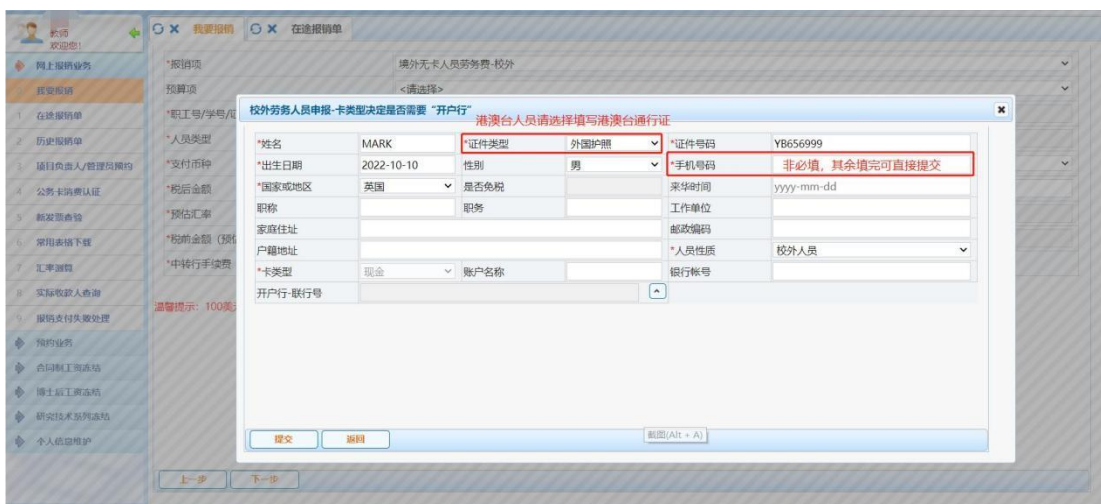 教师
欢迎您!
我要报销 在途报销单
网上报销业务
我要报销
1 在途报销单
2 历史报销单
3 项目负责人/管理员预约
4 公务卡消费认证
5 新发票查验
6 常用表格下载
7 汇率测算
8 实际收款人查询
9 报销支付失败处理
预约业务
合同制工资冻结
博士后工资冻结
研究技术系列冻结
个人信息维护
*报销项 境外无卡人员劳务费-校外
预算项 <请选择>
*职工号/学号/证
*人员类型
*支付币种
*税后金额
*预估汇率
*税前金额（预估
*中转行手续费
温馨提示：100美元
校外劳务人员申报-卡类型决定是否需要“开户行”
港澳台人员请选择填写港澳台通行证
*姓名 MARK *证件类型 外国护照 *证件号码 YB656999
*出生日期 2022-10-10 性别 男 *手机号码 非必填，其余填完可直接提交
*国家或地区 英国 是否免税 来华时间 yyyy-mm-dd
职称 职务 工作单位
家庭住址 邮政编码
户籍地址 *人员性质 校外人员
*卡类型 现金 账户名称 银行帐号
开户行-联行号
提交 返回
截图(Alt + A)
上一步 下一步